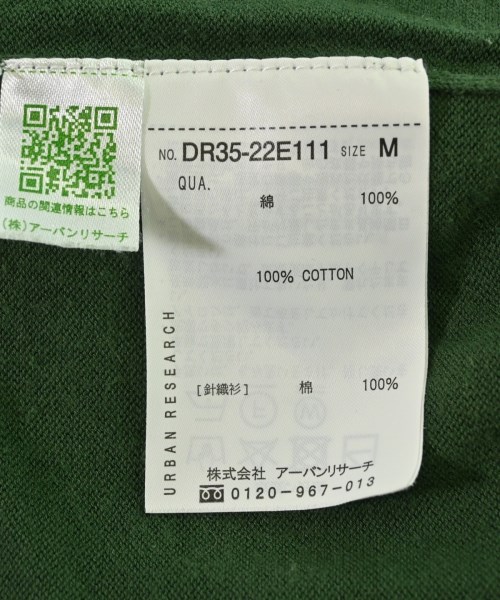 商品の関連情報はこちら
(株)アーバンリサーチ
NO. DR35-22E111 SIZE M
QUA.
綿 100%
100% COTTON
URBAN RESEARCH
[針織衫] 棉 100%
株式会社 アーバンリサーチ
0120-967-013